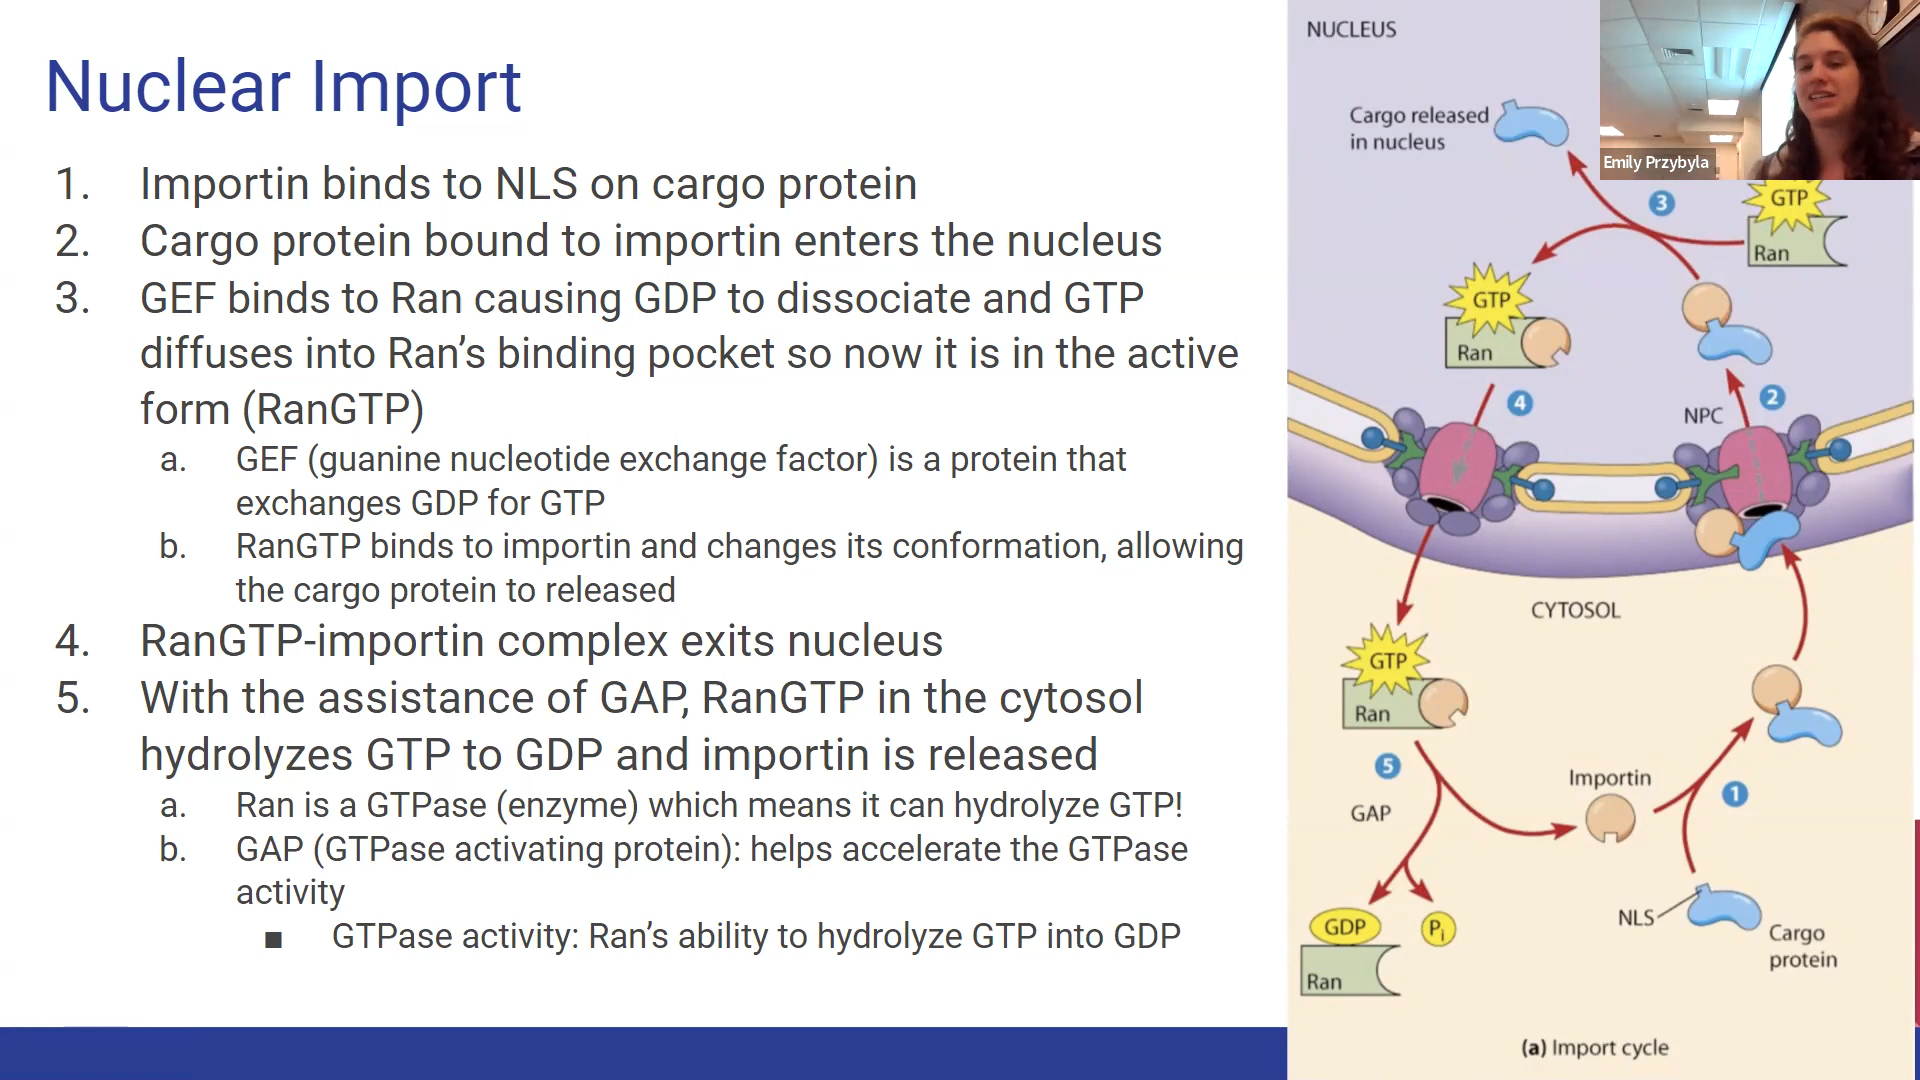 Nuclear Import
1. Importin binds to NLS on cargo protein
2. Cargo protein bound to importin enters the nucleus
3. GEF binds to Ran causing GDP to dissociate and GTP
diffuses into Ran’s binding pocket so now it is in the active
form (RanGTP)
a. GEF (guanine nucleotide exchange factor) is a protein that
exchanges GDP for GTP
b. RanGTP binds to importin and changes its conformation, allowing
the cargo protein to released
4. RanGTP-importin complex exits nucleus
5. With the assistance of GAP, RanGTP in the cytosol
hydrolyzes GTP to GDP and importin is released
a. Ran is a GTPase (enzyme) which means it can hydrolyze GTP!
b. GAP (GTPase activating protein): helps accelerate the GTPase
activity
■ GTPase activity: Ran’s ability to hydrolyze GTP into GDP
NUCLEUS
Cargo released
in nucleus
Emily Przybyla
3
GTP
Ran
GTP
Ran
4
NPC
2
CYTOSOL
GTP
Ran
5
GAP
Importin
1
GDP
Pi
Ran
NLS
Cargo
protein
(a) Import cycle